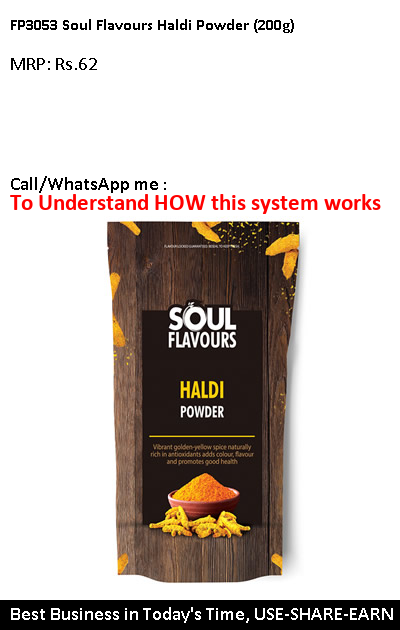 FP3053 Soul Flavours Haldi Powder (200g)
MRP: Rs.62
Call/WhatsApp me :
To Understand HOW this system works
SOUL
FLAVOURS
HALDI
POWDER
Vibrant golden-yellow spice naturally
rich in antioxidants adds colour, flavour
and promotes good health
Best Business in Today's Time, USE-SHARE-EARN